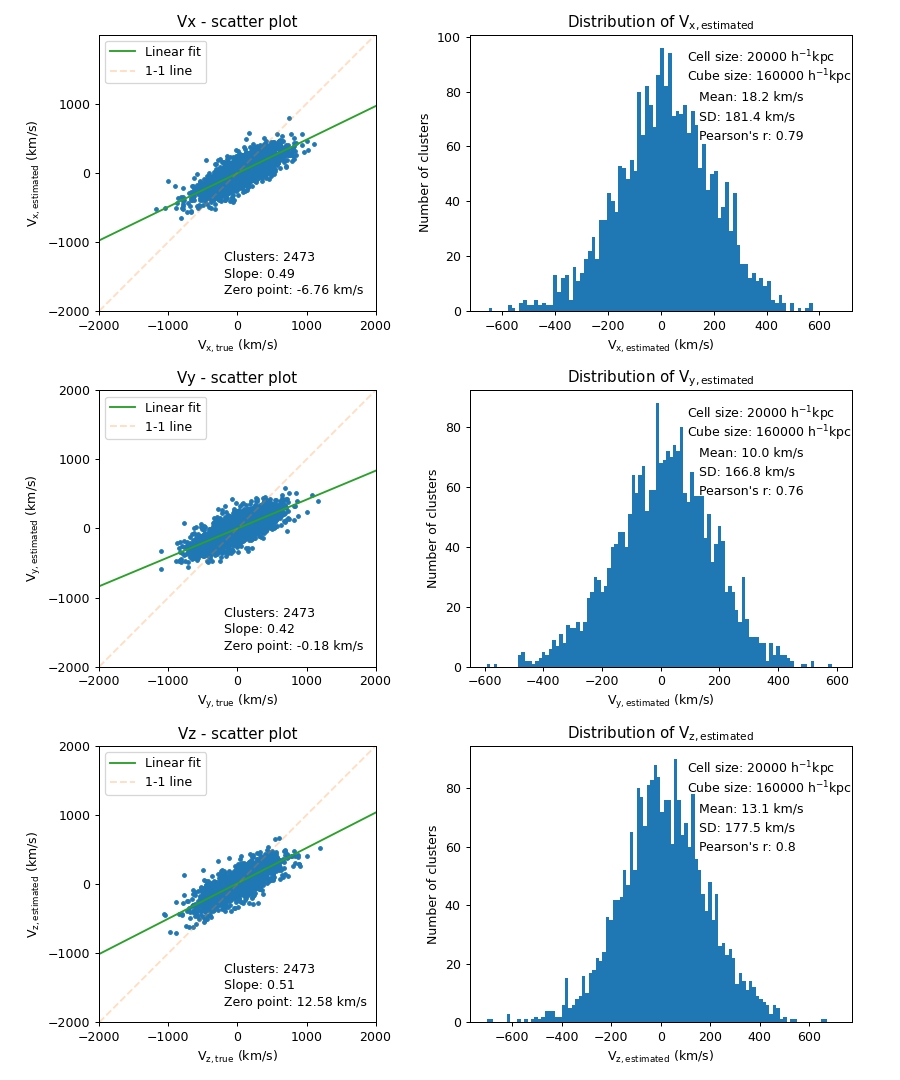 Vx - scatter plot
Linear fit
1-1 line
1000
0
−1000
−2000
Vx, estimated (km/s)
Clusters: 2473
Slope: 0.49
Zero point: -6.76 km/s
−2000 −1000 0 1000 2000
Vx, true (km/s)
Distribution of Vx, estimated
Cell size: 20000 h−1kpc
Cube size: 160000 h−1kpc
Mean: 18.2 km/s
SD: 181.4 km/s
Pearson's r: 0.79
100
80
60
40
20
0
Number of clusters
−600 −400 −200 0 200 400 600
Vx, estimated (km/s)
Vy - scatter plot
Linear fit
1-1 line
2000
1000
0
−1000
−2000
Vy, estimated (km/s)
Clusters: 2473
Slope: 0.42
Zero point: -0.18 km/s
−2000 −1000 0 1000 2000
Vy, true (km/s)
Distribution of Vy, estimated
Cell size: 20000 h−1kpc
Cube size: 160000 h−1kpc
Mean: 10.0 km/s
SD: 166.8 km/s
Pearson's r: 0.76
80
60
40
20
0
Number of clusters
−600 −400 −200 0 200 400 600
Vy, estimated (km/s)
Vz - scatter plot
Linear fit
1-1 line
2000
1000
0
−1000
−2000
Vz, estimated (km/s)
Clusters: 2473
Slope: 0.51
Zero point: 12.58 km/s
−2000 −1000 0 1000 2000
Vz, true (km/s)
Distribution of Vz, estimated
Cell size: 20000 h−1kpc
Cube size: 160000 h−1kpc
Mean: 13.1 km/s
SD: 177.5 km/s
Pearson's r: 0.8
80
60
40
20
0
Number of clusters
−600 −400 −200 0 200 400 600
Vz, estimated (km/s)